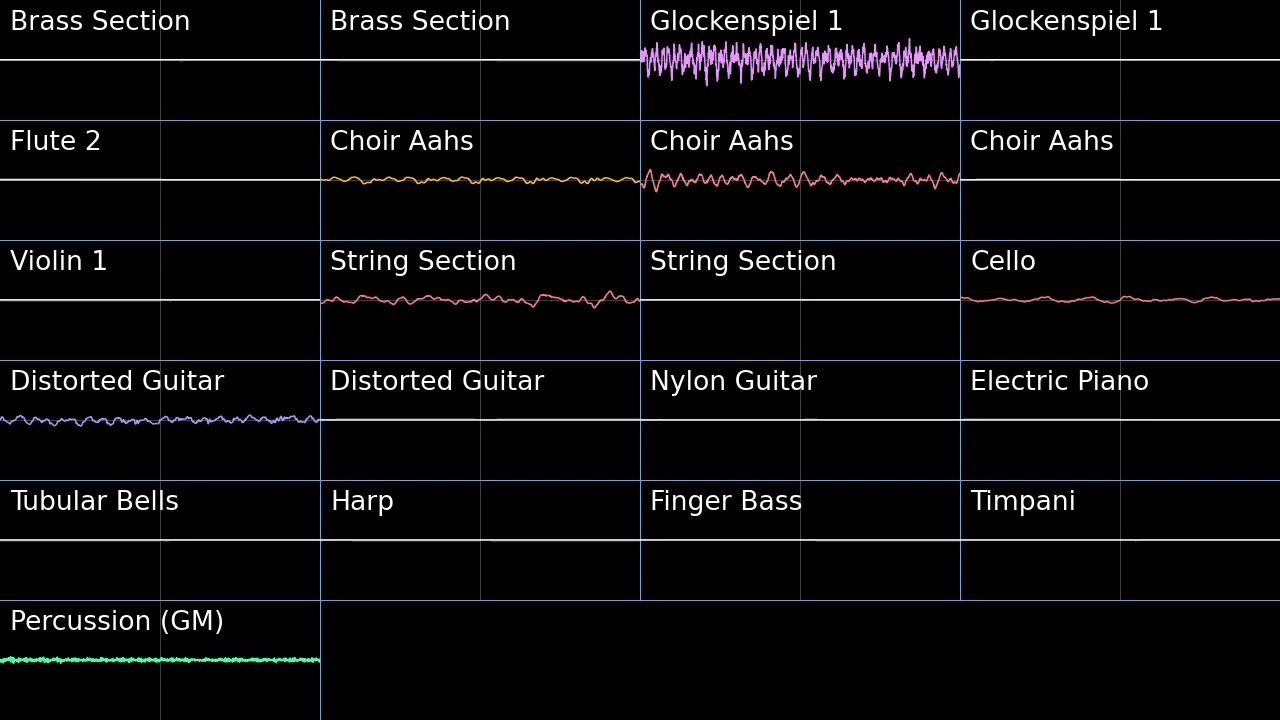 Brass Section
Brass Section
Glockenspiel 1
Glockenspiel 1
Flute 2
Choir Aahs
Choir Aahs
Choir Aahs
Violin 1
String Section
String Section
Cello
Distorted Guitar
Distorted Guitar
Nylon Guitar
Electric Piano
Tubular Bells
Harp
Finger Bass
Timpani
Percussion (GM)